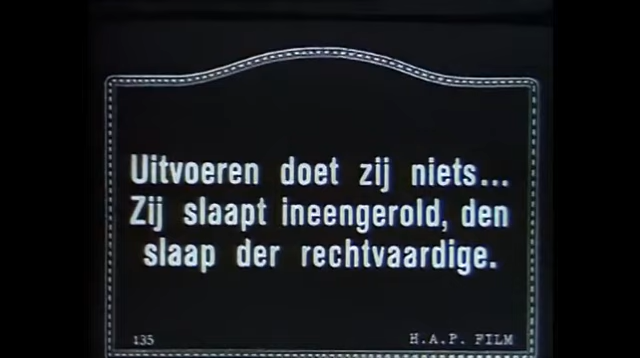 Uitvoeren doet zij niets...
Zij slaapt ineengerold, den
slaap der rechtvaardige.
135 H.A.P. FILM